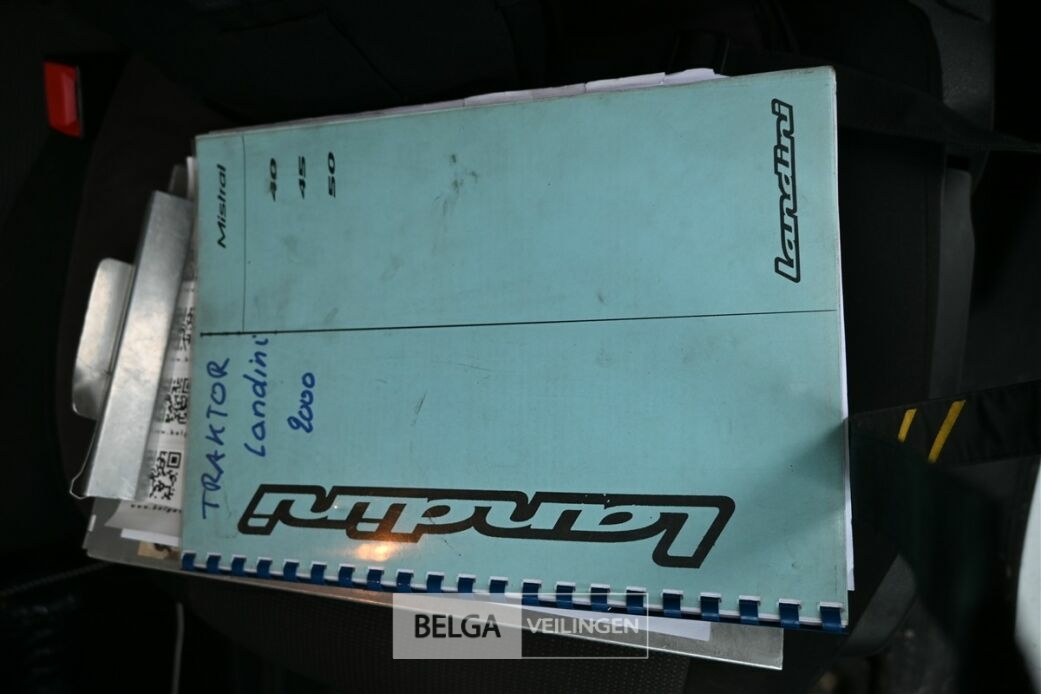 Mistral
40
45
50
Landini
TRAKTOR
Landini
2000
Landini
BELGA VEILINGEN